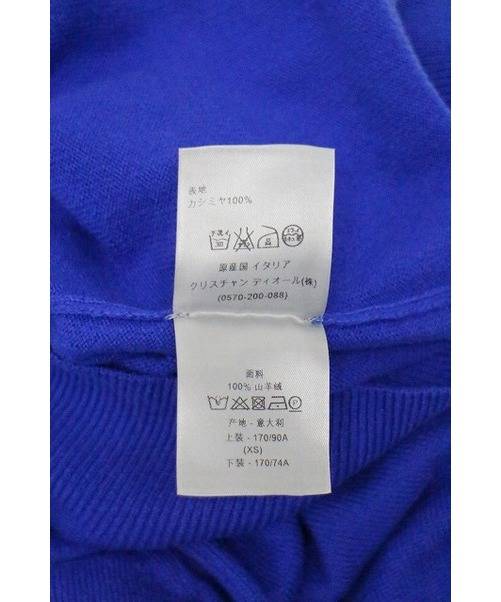 表地
カシミヤ100%
原産国 イタリア
クリスチャン ディオール(株)
(0570-200-088)
面料
100% 山羊绒
产地 - 意大利
上装 - 170/90A
(XS)
下装 - 170/74A